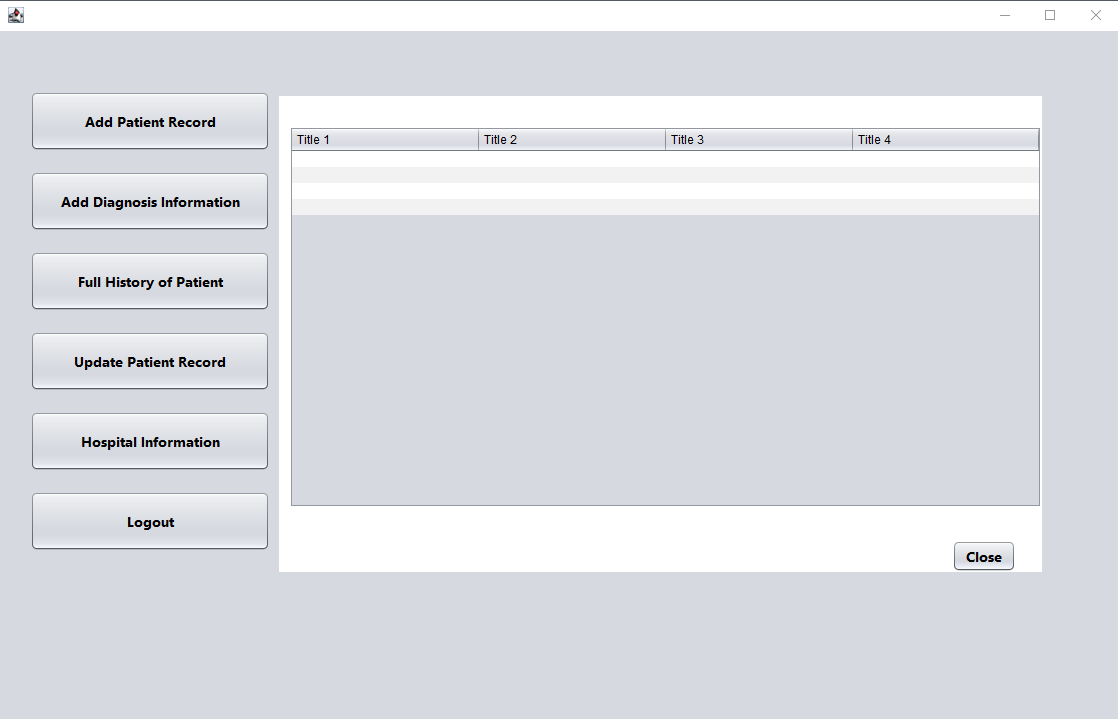 Add Patient Record
Add Diagnosis Information
Full History of Patient
Update Patient Record
Hospital Information
Logout
Title 1 Title 2 Title 3 Title 4
Close